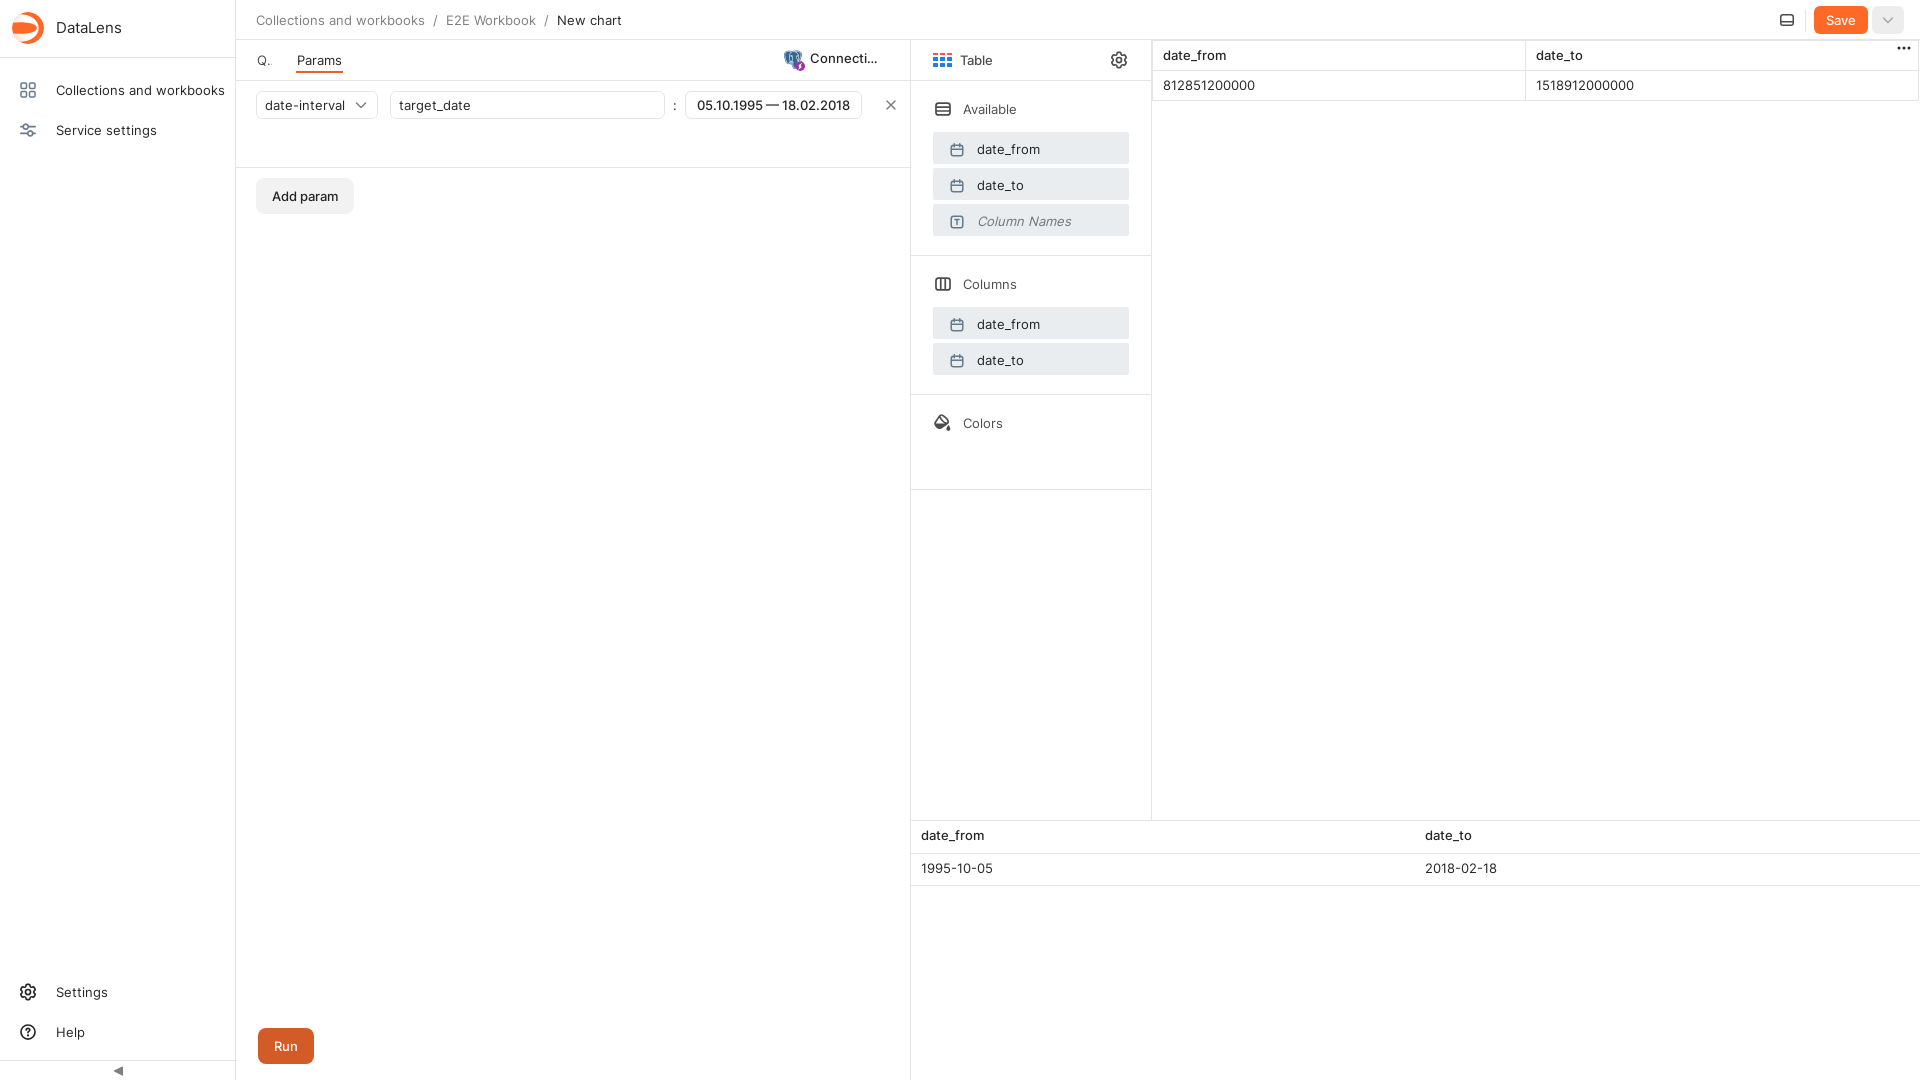 DataLens
Collections and workbooks
Service settings
Settings
Help
Collections and workbooks / E2E Workbook / New chart
Save
Q..
Params
Connecti...
date-interval
target_date
:
05.10.1995 — 18.02.2018
Add param
Run
Table
Available
date_from
date_to
Column Names
Columns
date_from
date_to
Colors
date_from date_to
812851200000 1518912000000
date_from date_to
1995-10-05 2018-02-18